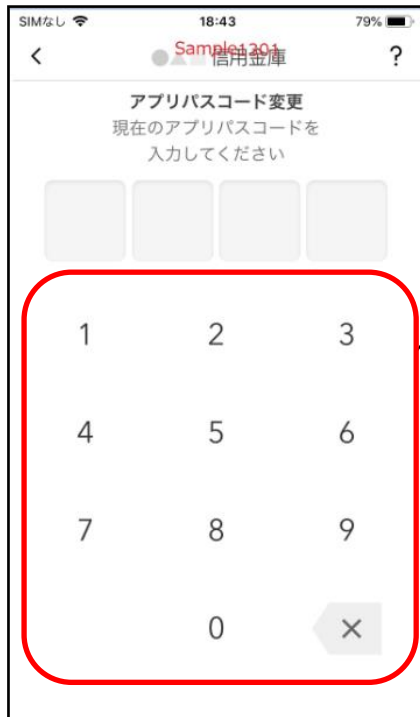 SIMなし 18:43 79%
Sample1301
信用金庫
?
アプリパスコード変更
現在のアプリパスコードを
入力してください
1 2 3
4 5 6
7 8 9
0